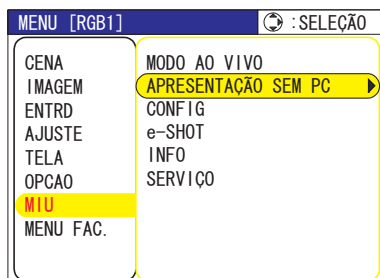 MENU [RGB1] :SELEÇÃO
CENA
IMAGEM
ENTRD
AJUSTE
TELA
OPCAO
MIU
MENU FAC.
MODO AO VIVO
APRESENTAÇÃO SEM PC
CONFIG
e-SHOT
INFO
SERVIÇO